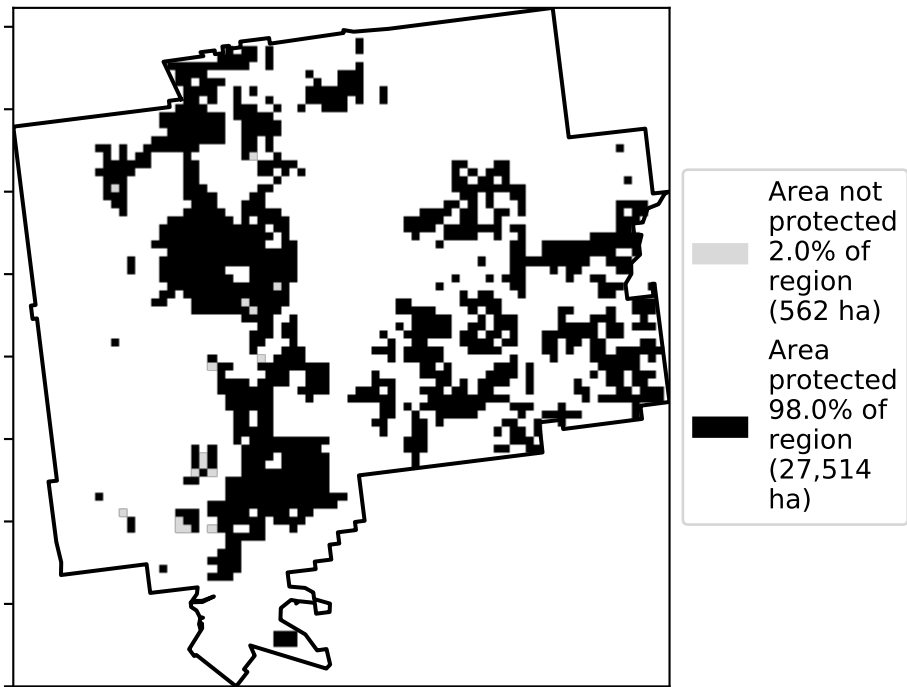 Area not
protected
2.0% of
region
(562 ha)
Area
protected
98.0% of
region
(27,514
ha)